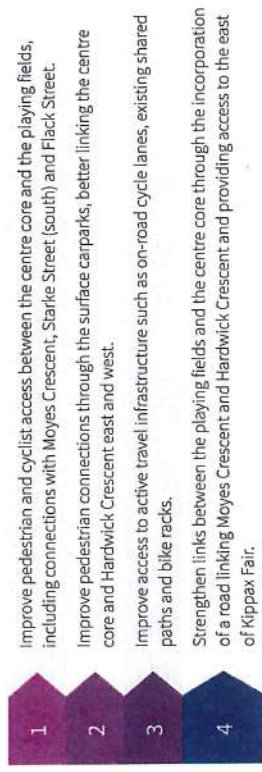 1
Improve pedestrian and cyclist access between the centre core and the playing fields,
including connections with Moyes Crescent, Starke Street (south) and Flack Street.
2
Improve pedestrian connections through the surface carparks, better linking the centre
core and Hardwick Crescent east and west.
3
Improve access to active travel infrastructure such as on-road cycle lanes, existing shared
paths and bike racks.
4
Strengthen links between the playing fields and the centre core through the incorporation
of a road linking Moyes Crescent and Hardwick Crescent and providing access to the east
of Kippax Fair.